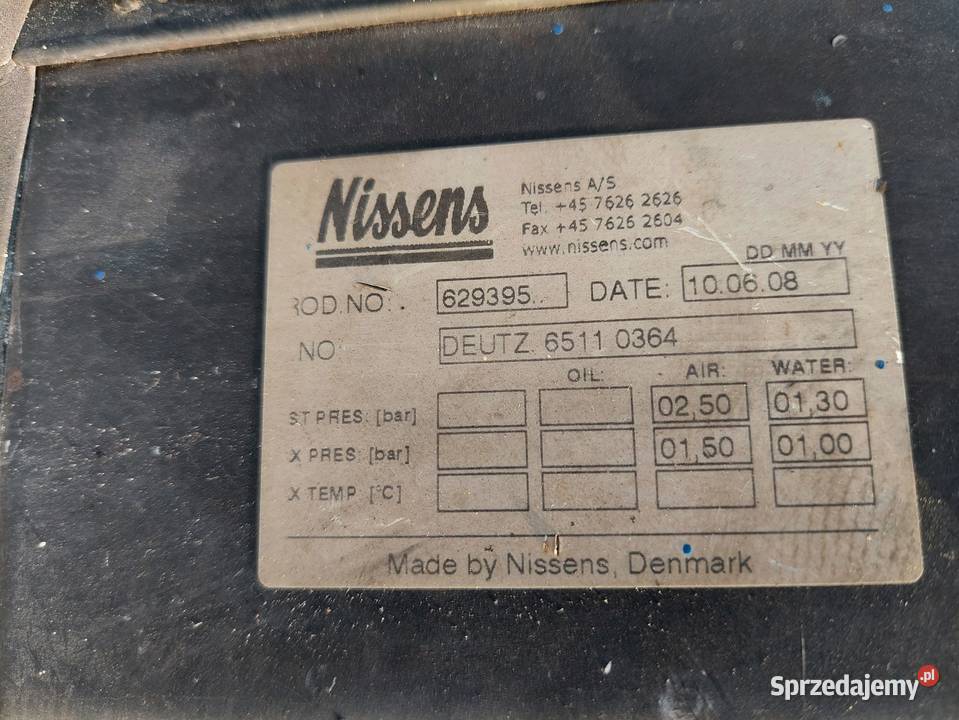 Nissens
Nissens A/S
Tel. +45 7626 2626
Fax +45 7626 2604
www.nissens.com
DD MM YY
ROD.NO: . 629395.. DATE: 10.06.08
NO: DEUTZ. 6511 0364
OIL: AIR: WATER:
ST PRES: [bar] 02,50 01,30
X PRES: [bar] 01,50 01,00
X TEMP. [°C]
Made by Nissens, Denmark
Sprzedajemy.pl